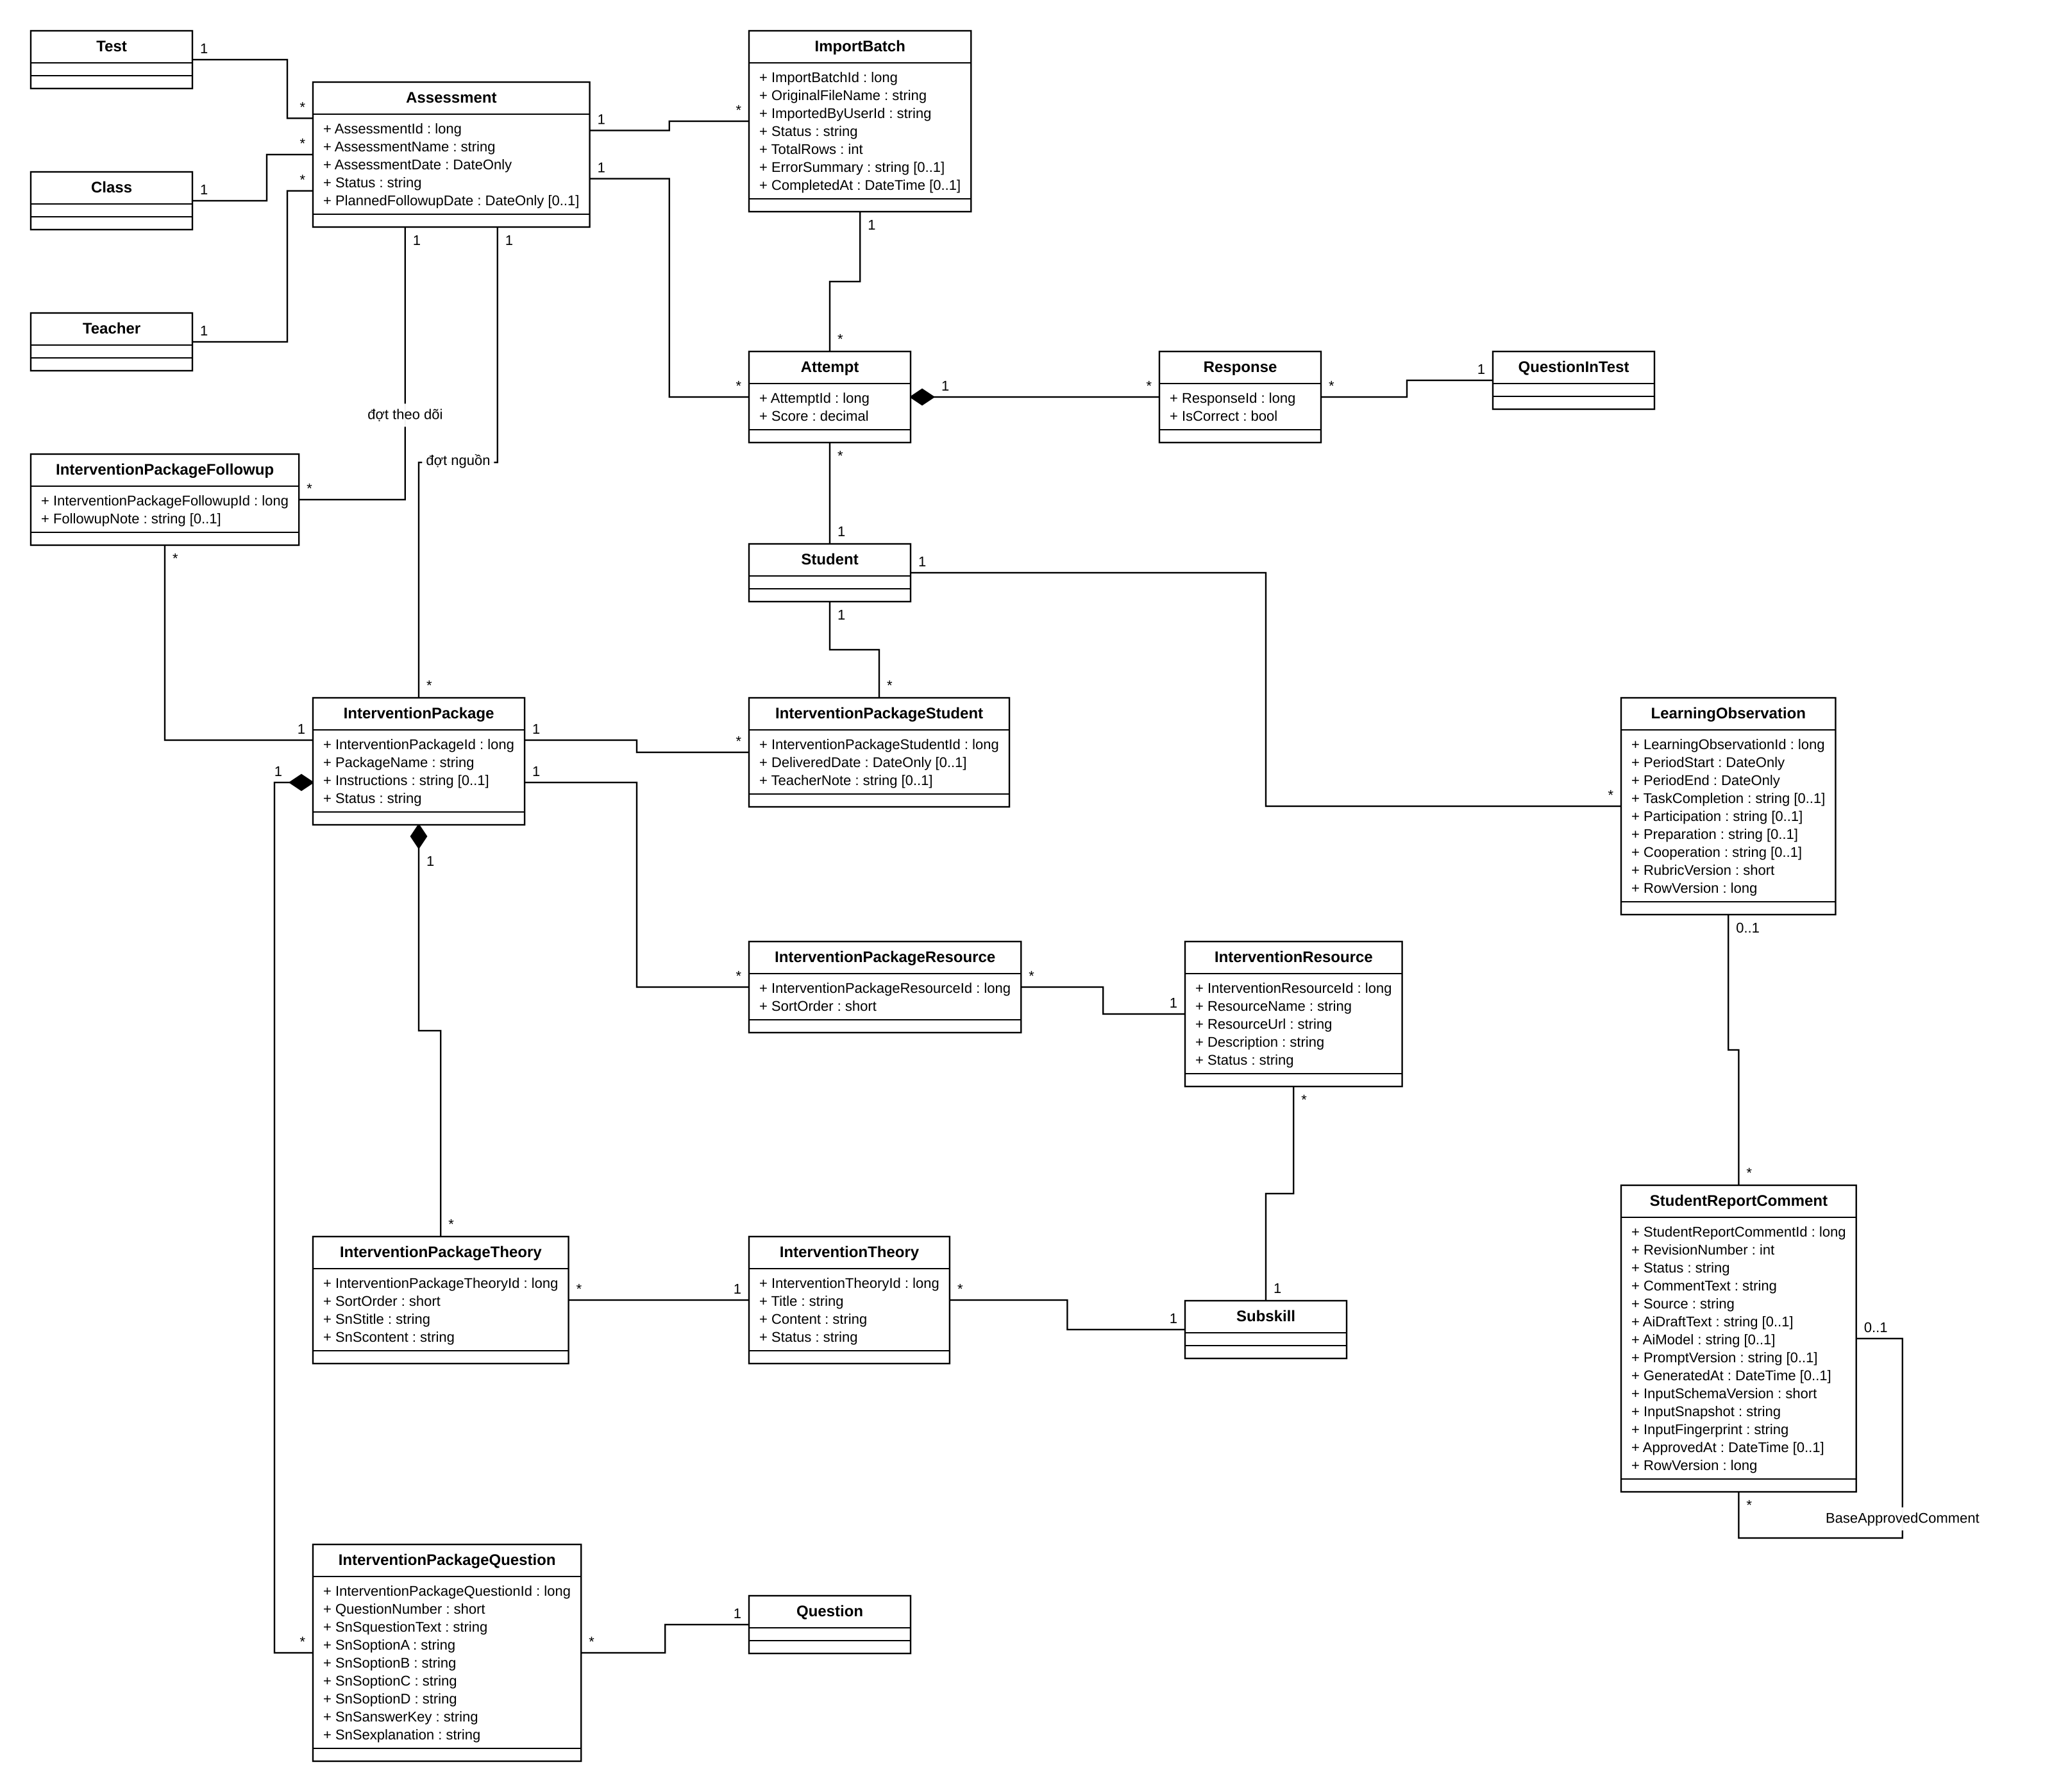 Test
1
*
Class
1
*
Teacher
1
*
Assessment
+ AssessmentId : long
+ AssessmentName : string
+ AssessmentDate : DateOnly
+ Status : string
+ PlannedFollowupDate : DateOnly [0..1]
1
*
1
*
1
1
ImportBatch
+ ImportBatchId : long
+ OriginalFileName : string
+ ImportedByUserId : string
+ Status : string
+ TotalRows : int
+ ErrorSummary : string [0..1]
+ CompletedAt : DateTime [0..1]
1
*
Attempt
+ AttemptId : long
+ Score : decimal
1
*
Response
+ ResponseId : long
+ IsCorrect : bool
*
1
QuestionInTest
đợt theo dõi
đợt nguồn
InterventionPackageFollowup
+ InterventionPackageFollowupId : long
+ FollowupNote : string [0..1]
*
*
*
1
Student
1
1
*
*
1
InterventionPackage
+ InterventionPackageId : long
+ PackageName : string
+ Instructions : string [0..1]
+ Status : string
1
*
1
1
1
InterventionPackageStudent
+ InterventionPackageStudentId : long
+ DeliveredDate : DateOnly [0..1]
+ TeacherNote : string [0..1]
*
LearningObservation
+ LearningObservationId : long
+ PeriodStart : DateOnly
+ PeriodEnd : DateOnly
+ TaskCompletion : string [0..1]
+ Participation : string [0..1]
+ Preparation : string [0..1]
+ Cooperation : string [0..1]
+ RubricVersion : short
+ RowVersion : long
0..1
*
InterventionPackageResource
+ InterventionPackageResourceId : long
+ SortOrder : short
*
1
InterventionResource
+ InterventionResourceId : long
+ ResourceName : string
+ ResourceUrl : string
+ Description : string
+ Status : string
*
*
InterventionPackageTheory
+ InterventionPackageTheoryId : long
+ SortOrder : short
+ SnStitle : string
+ SnScontent : string
*
1
InterventionTheory
+ InterventionTheoryId : long
+ Title : string
+ Content : string
+ Status : string
*
1
1
Subskill
*
StudentReportComment
+ StudentReportCommentId : long
+ RevisionNumber : int
+ Status : string
+ CommentText : string
+ Source : string
+ AiDraftText : string [0..1]
+ AiModel : string [0..1]
+ PromptVersion : string [0..1]
+ GeneratedAt : DateTime [0..1]
+ InputSchemaVersion : short
+ InputSnapshot : string
+ InputFingerprint : string
+ ApprovedAt : DateTime [0..1]
+ RowVersion : long
0..1
*
BaseApprovedComment
*
InterventionPackageQuestion
+ InterventionPackageQuestionId : long
+ QuestionNumber : short
+ SnSquestionText : string
+ SnSoptionA : string
+ SnSoptionB : string
+ SnSoptionC : string
+ SnSoptionD : string
+ SnSanswerKey : string
+ SnSexplanation : string
*
1
Question